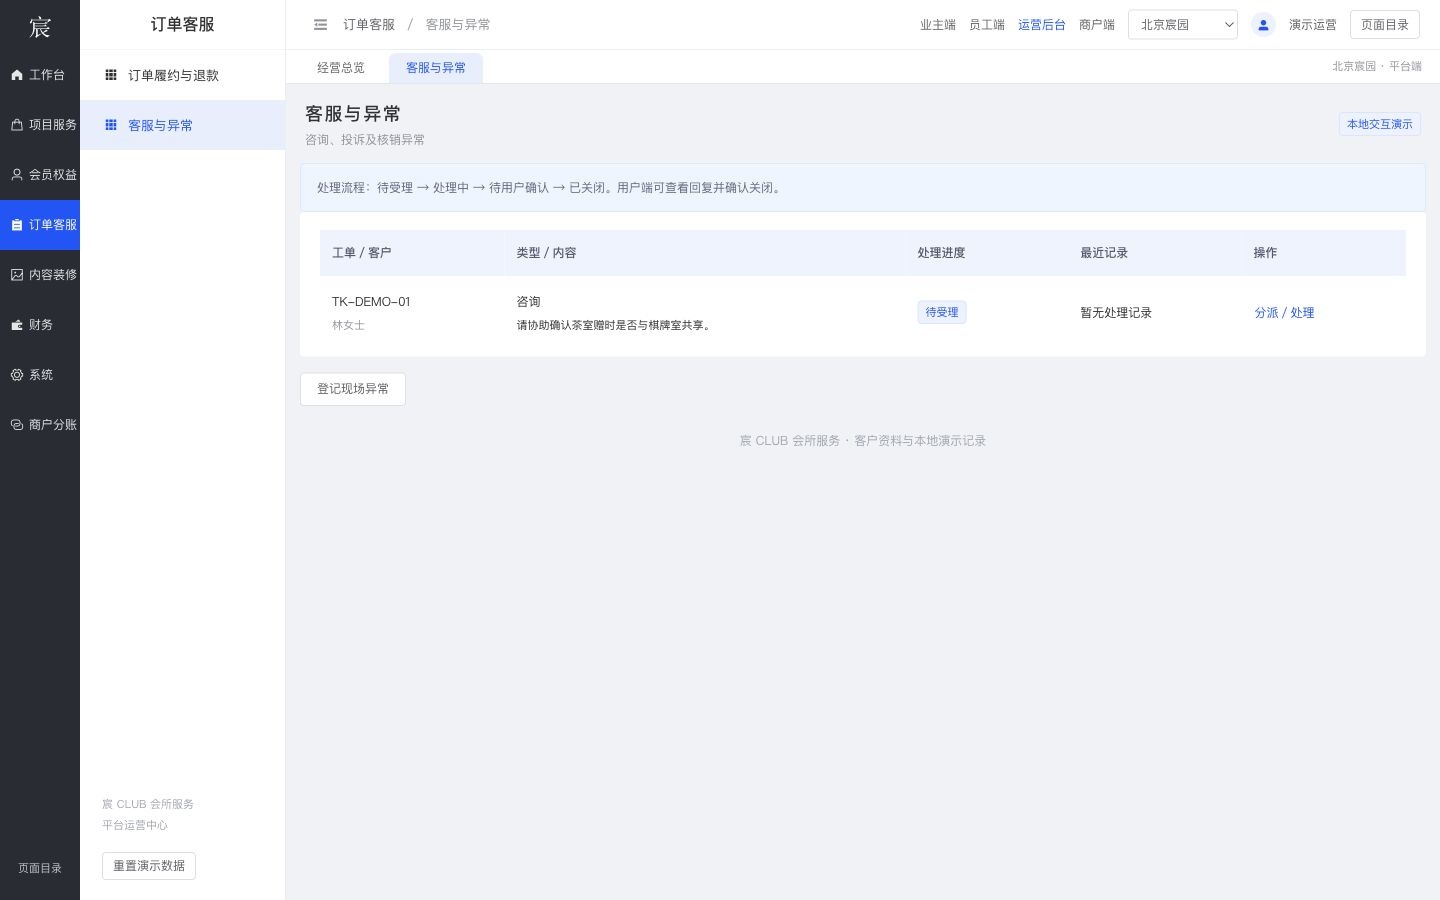 宸
工作台
项目服务
会员权益
订单客服
内容装修
财务
系统
商户分账
页面目录
订单客服
订单履约与退款
客服与异常
宸 CLUB 会所服务
平台运营中心
重置演示数据
订单客服 / 客服与异常
业主端 员工端 运营后台 商户端 北京宸园 演示运营 页面目录
经营总览 客服与异常 北京宸园 · 平台端
客服与异常
咨询、投诉及核销异常
本地交互演示
处理流程：待受理 → 处理中 → 待用户确认 → 已关闭。用户端可查看回复并确认关闭。
工单 / 客户 类型 / 内容 处理进度 最近记录 操作
TK-DEMO-01 咨询
林女士 请协助确认茶室赠时是否与棋牌室共享。 待受理 暂无处理记录 分派 / 处理
登记现场异常
宸 CLUB 会所服务 · 客户资料与本地演示记录